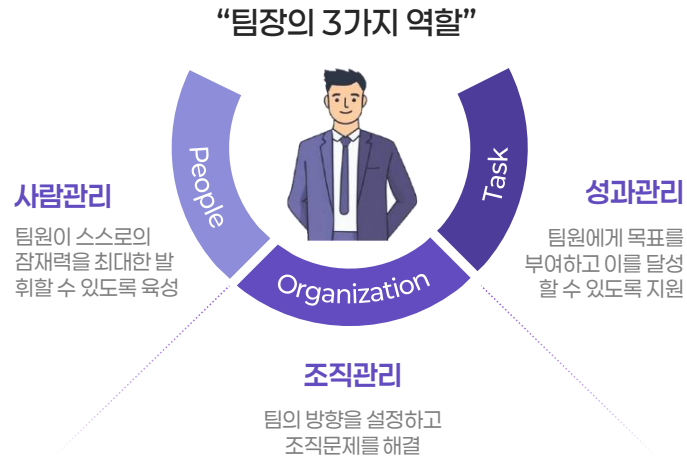 “팀장의 3가지 역할”
People
Organization
Task
사람관리
팀원이 스스로의
잠재력을 최대한 발
휘할 수 있도록 육성
성과관리
팀원에게 목표를
부여하고 이를 달성
할 수 있도록 지원
조직관리
팀의 방향을 설정하고
조직문제를 해결